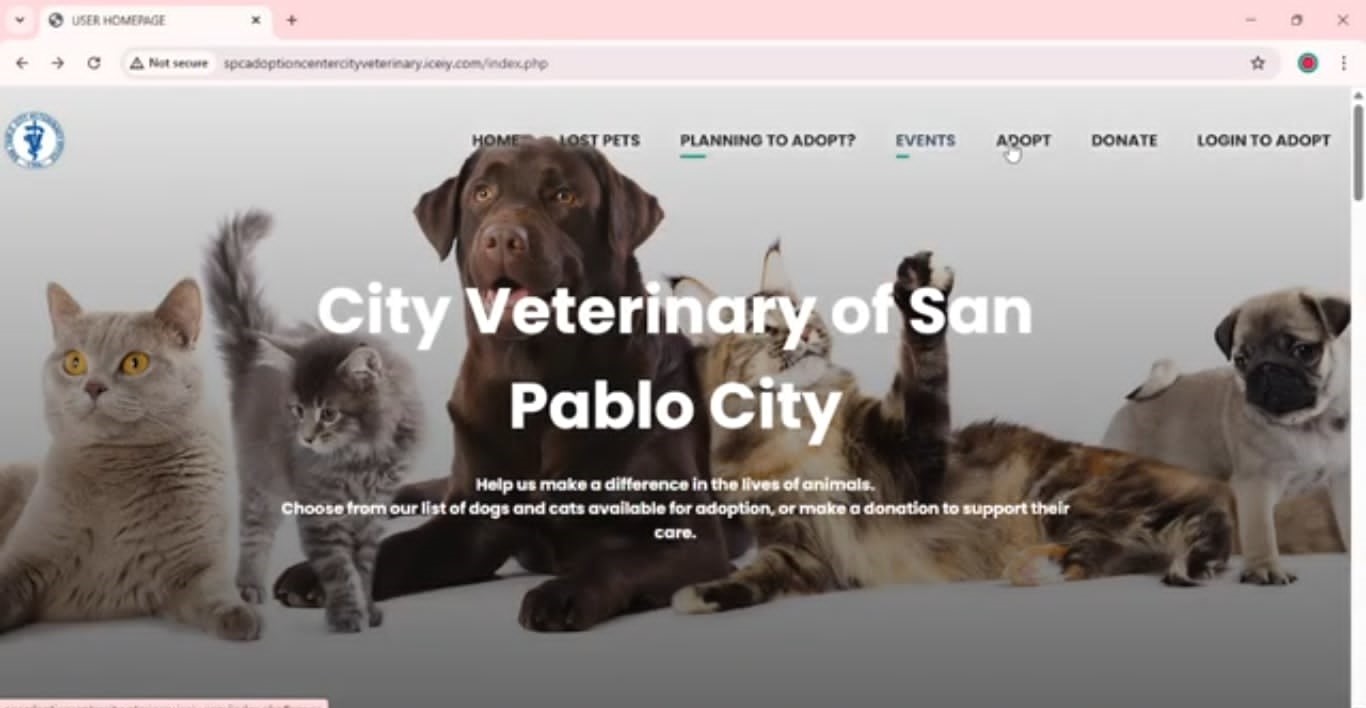 USER HOMEPAGE
Not secure
spcadoptioncentercityveterinary.iceiy.com/index.php
HOME
LOST PETS
PLANNING TO ADOPT?
EVENTS
ADOPT
DONATE
LOGIN TO ADOPT
City Veterinary of San
Pablo City
Help us make a difference in the lives of animals.
Choose from our list of dogs and cats available for adoption, or make a donation to support their
care.